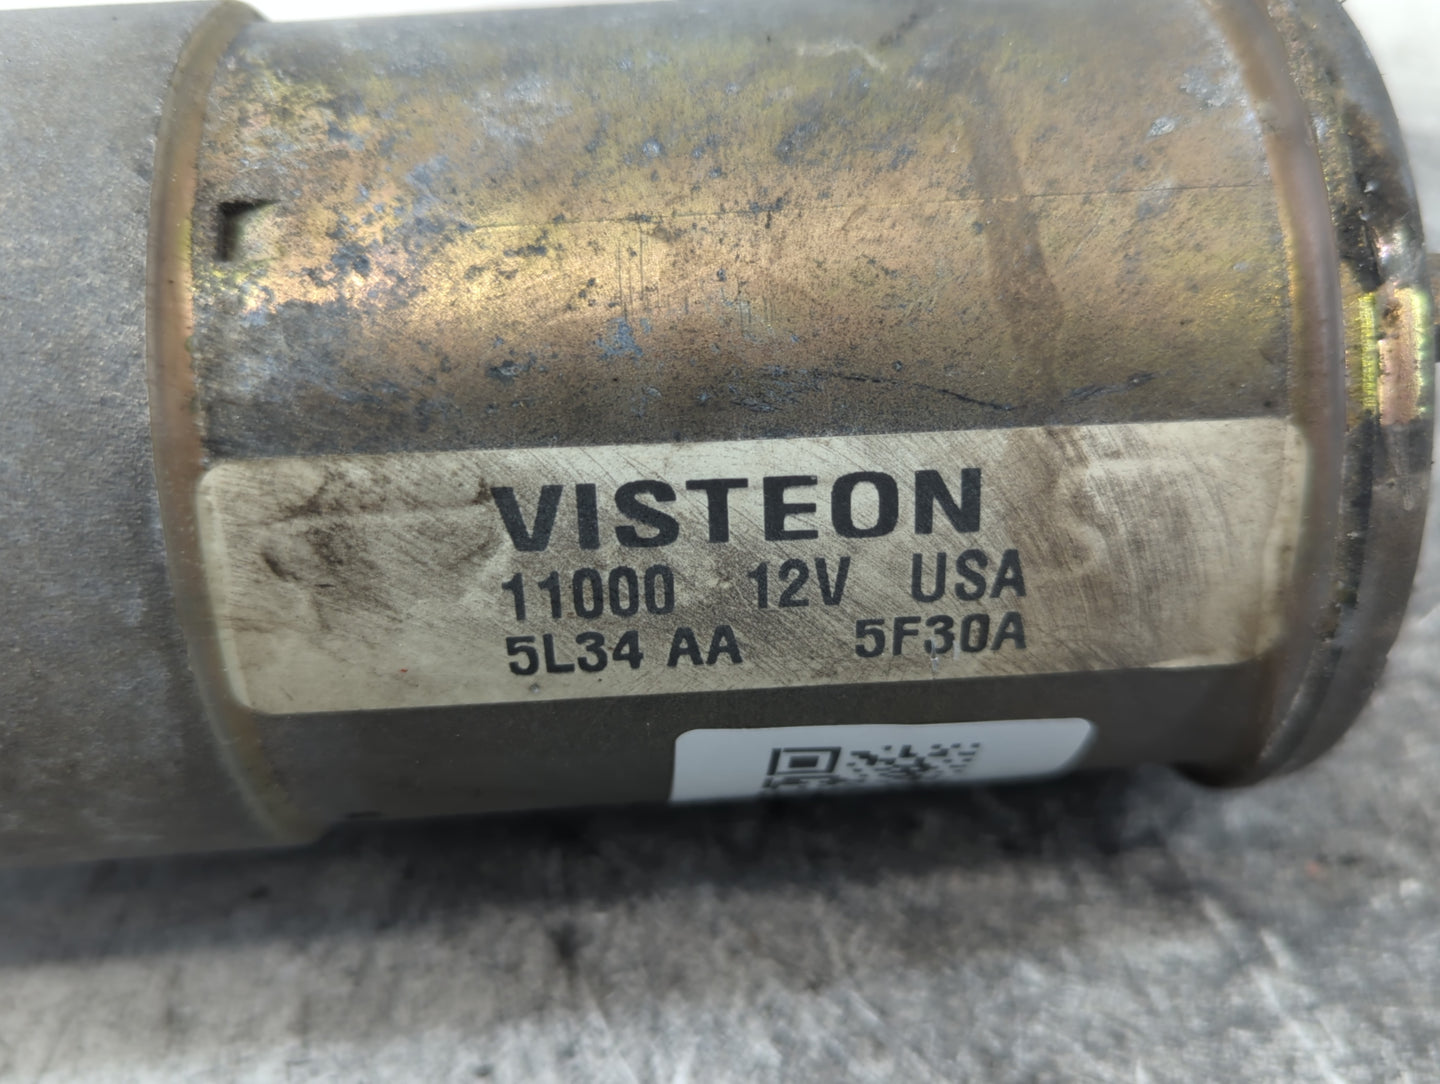 VISTEON
11000 12V USA
5L34 AA 5F30A